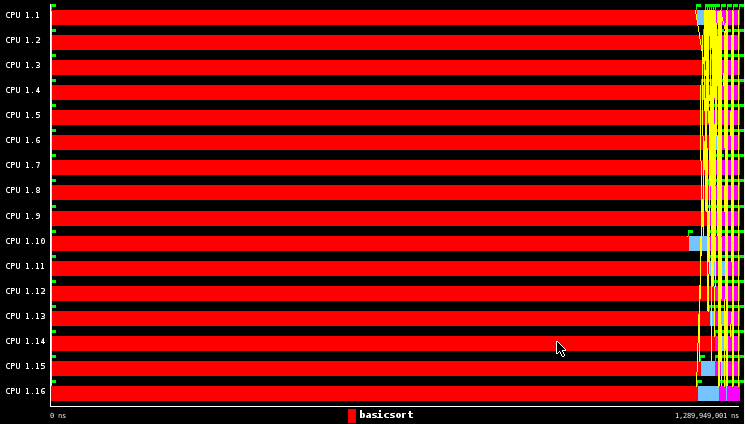 CPU 1.1
CPU 1.2
CPU 1.3
CPU 1.4
CPU 1.5
CPU 1.6
CPU 1.7
CPU 1.8
CPU 1.9
CPU 1.10
CPU 1.11
CPU 1.12
CPU 1.13
CPU 1.14
CPU 1.15
CPU 1.16
0 ns basicsort 1,289,949,001 ns